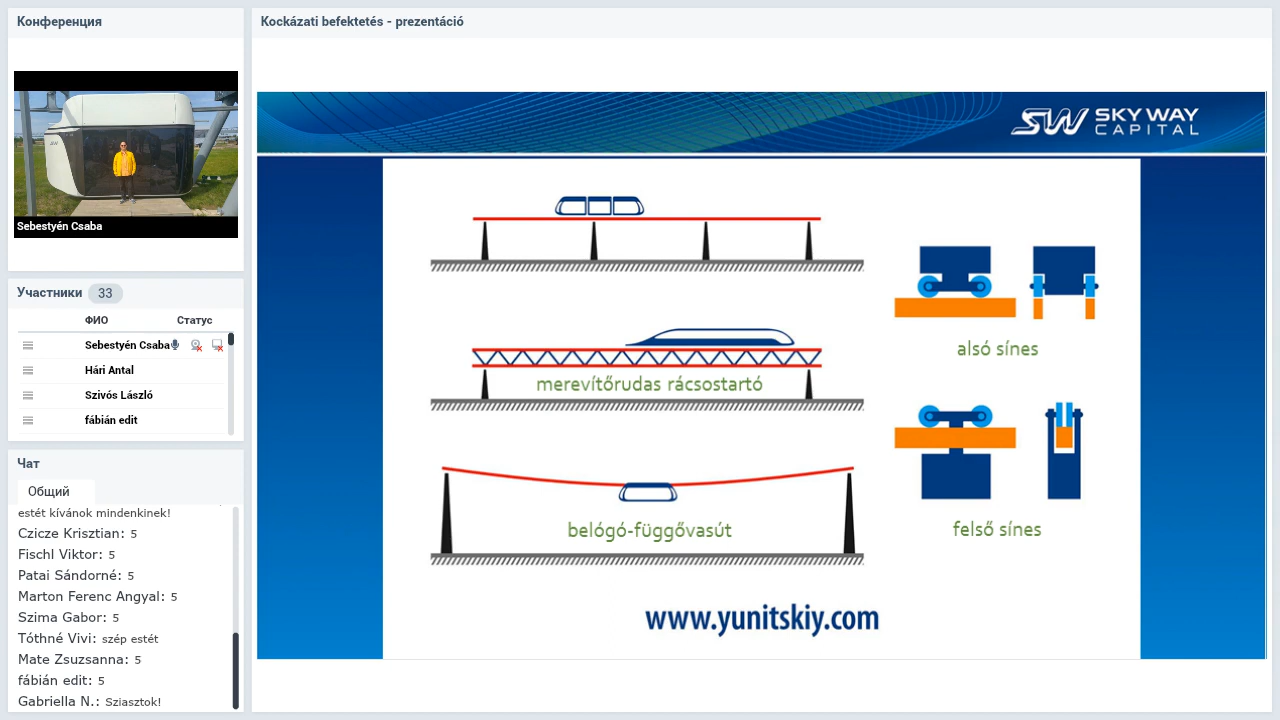 Конференция
Sebestyén Csaba
Участники 33
ФИО Статус
Sebestyén Csaba
Hári Antal
Szivós László
fábián edit
Чат
Общий
estét kívánok mindenkinek!
Czicze Krisztian: 5
Fischl Viktor: 5
Patai Sándorné: 5
Marton Ferenc Angyal: 5
Szima Gabor: 5
Tóthné Vivi: szép estét
Mate Zsuzsanna: 5
fábián edit: 5
Gabriella N.: Sziasztok!
Kockázati befektetés - prezentáció
SW SKY WAY
CAPITAL
alsó sínes
merevítőrudas rácsostartó
belógó-függővasút
felső sínes
www.yunitskiy.com